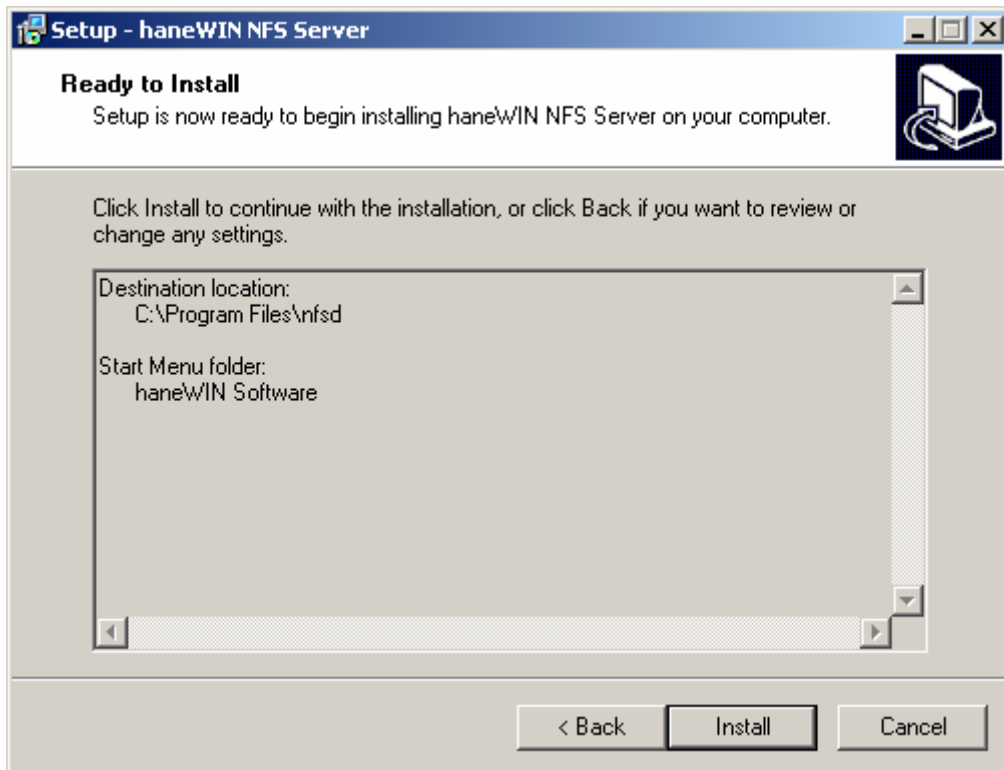 Setup - haneWIN NFS Server
Ready to Install
Setup is now ready to begin installing haneWIN NFS Server on your computer.
Click Install to continue with the installation, or click Back if you want to review or
change any settings.
Destination location:
C:\Program Files\nfsd
Start Menu folder:
haneWIN Software
< Back
Install
Cancel